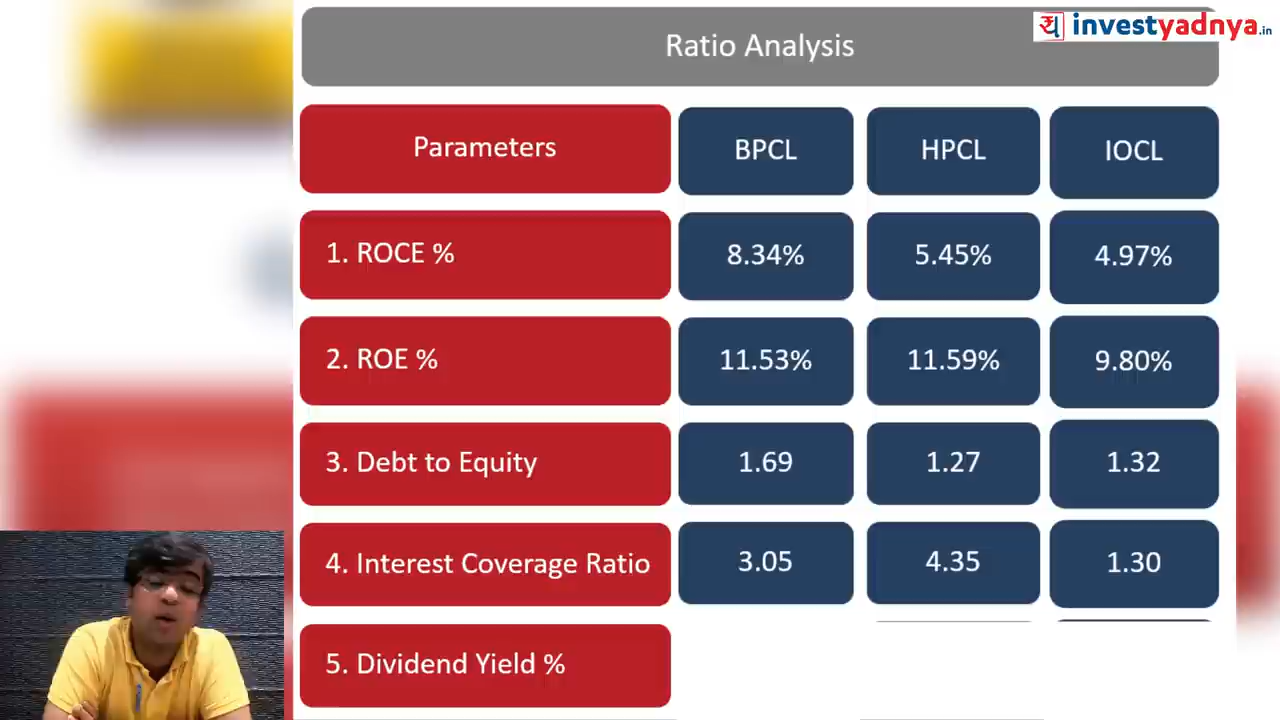 Ratio Analysis
य investyadnya.in
Parameters BPCL HPCL IOCL
1. ROCE % 8.34% 5.45% 4.97%
2. ROE % 11.53% 11.59% 9.80%
3. Debt to Equity 1.69 1.27 1.32
4. Interest Coverage Ratio 3.05 4.35 1.30
5. Dividend Yield %